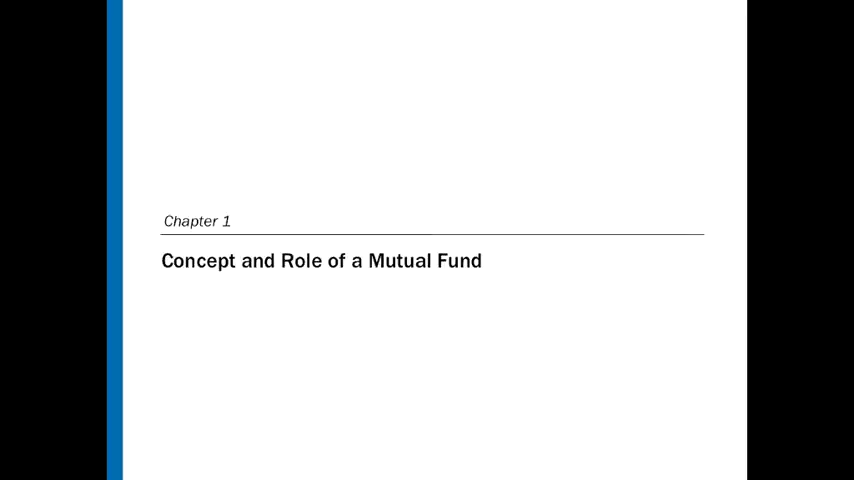 Chapter 1
Concept and Role of a Mutual Fund